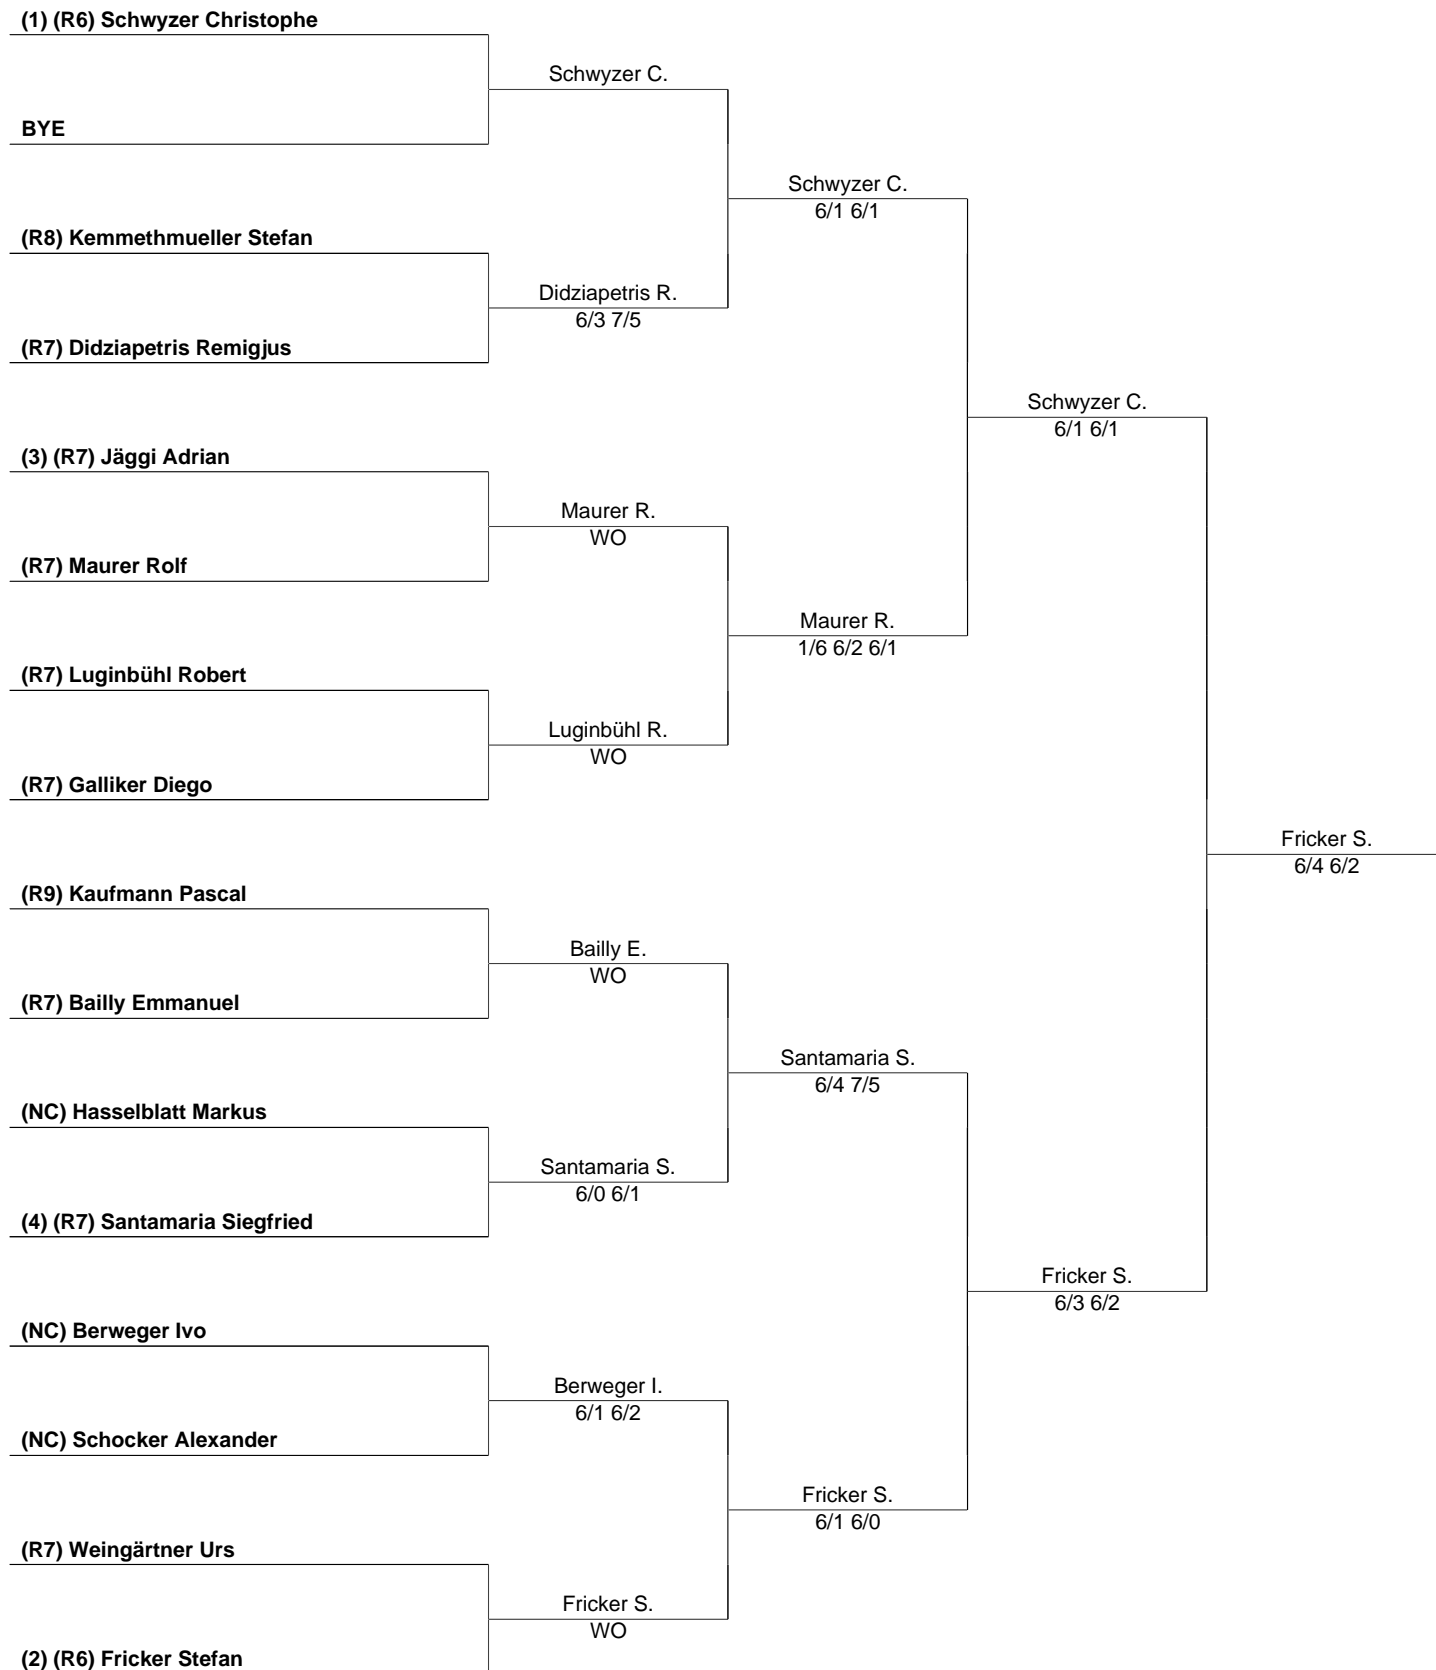 (1) (R6) Schwyzer Christophe
Schwyzer C.
BYE
Schwyzer C.
6/1 6/1
(R8) Kemmethmueller Stefan
Didziapetris R.
6/3 7/5
(R7) Didziapetris Remigjus
Schwyzer C.
6/1 6/1
(3) (R7) Jäggi Adrian
Maurer R.
WO
(R7) Maurer Rolf
Maurer R.
1/6 6/2 6/1
(R7) Luginbühl Robert
Luginbühl R.
WO
(R7) Galliker Diego
Fricker S.
6/4 6/2
(R9) Kaufmann Pascal
Bailly E.
WO
(R7) Bailly Emmanuel
Santamaria S.
6/4 7/5
(NC) Hasselblatt Markus
Santamaria S.
6/0 6/1
(4) (R7) Santamaria Siegfried
Fricker S.
6/3 6/2
(NC) Berweger Ivo
Berweger I.
6/1 6/2
(NC) Schocker Alexander
Fricker S.
6/1 6/0
(R7) Weingärtner Urs
Fricker S.
WO
(2) (R6) Fricker Stefan